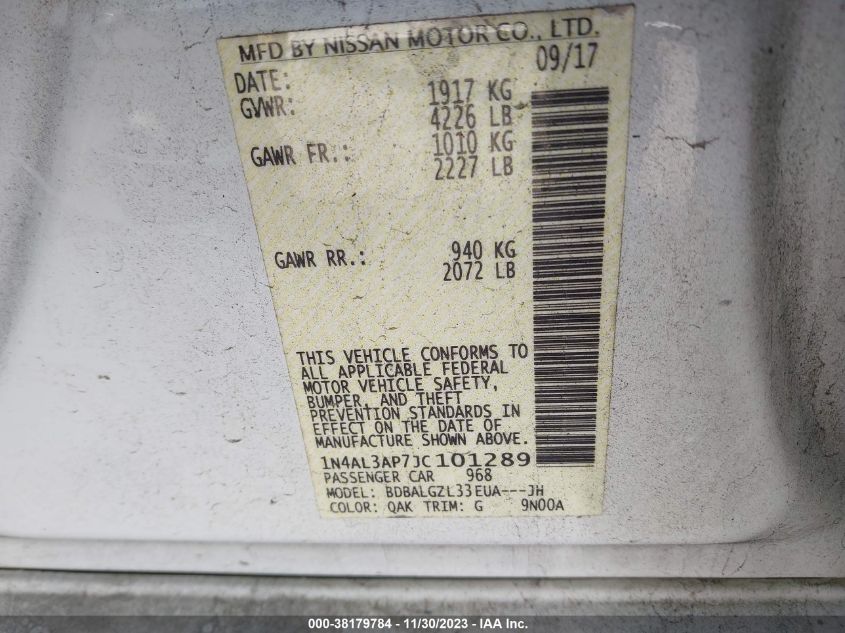 MFD BY NISSAN MOTOR CO., LTD.
DATE: 09/17
GVWR: 1917 KG
4226 LB
GAWR FR.: 1010 KG
2227 LB
GAWR RR.: 940 KG
2072 LB
THIS VEHICLE CONFORMS TO
ALL APPLICABLE FEDERAL
MOTOR VEHICLE SAFETY,
BUMPER, AND THEFT
PREVENTION STANDARDS IN
EFFECT ON THE DATE OF
MANUFACTURE SHOWN ABOVE.
1N4AL3AP7JC101289
PASSENGER CAR 968
MODEL: BDBALGZL33EUA---JH
COLOR: QAK TRIM: G 9N00A
000-38179784 - 11/30/2023 - IAAI.com